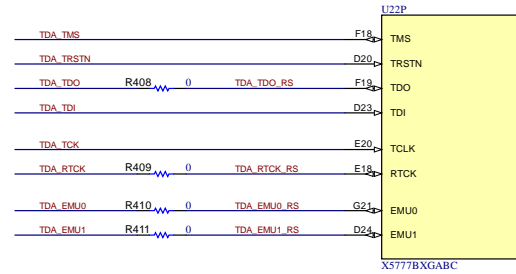 U22P
TDA_TMS F18 TMS
TDA_TRSTN D20 TRSTN
TDA_TDO R408 0 TDA_TDO_RS F19 TDO
TDA_TDI D23 TDI
TDA_TCK E20 TCLK
TDA_RTCK R409 0 TDA_RTCK_RS E18 RTCK
TDA_EMU0 R410 0 TDA_EMU0_RS G21 EMU0
TDA_EMU1 R411 0 TDA_EMU1_RS D24 EMU1
X5777BXGABC